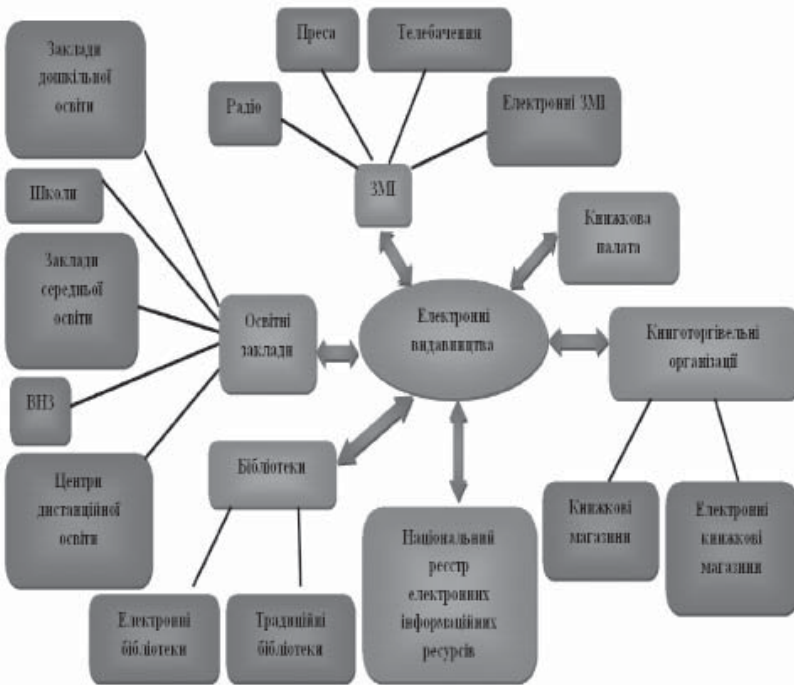 Заклади
дошкільної
освіти
Преса
Телебачення
Радіо
Електронні ЗМІ
ЗМІ
Школи
Книжкова
палата
Заклади
середньої
освіти
Освітні
заклади
Електронні
видавництва
Книготоргівельні
організації
ВНЗ
Центри
дистанційної
освіти
Бібліотеки
Національний
реєстр
електронних
інформаційних
ресурсів
Книжкові
магазини
Електронні
книжкові
магазини
Електронні
бібліотеки
Традиційні
бібліотеки